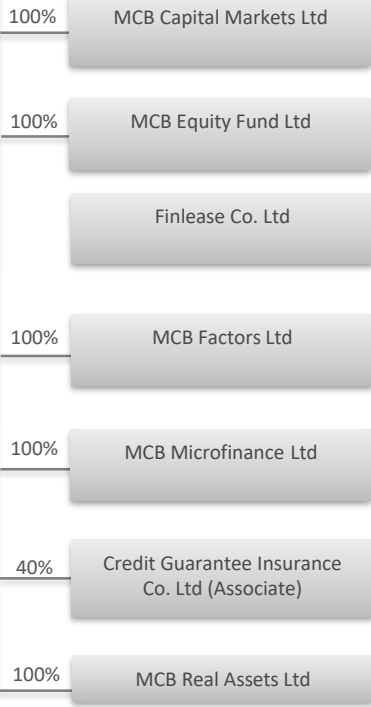 100% MCB Capital Markets Ltd
100% MCB Equity Fund Ltd
Finlease Co. Ltd
100% MCB Factors Ltd
100% MCB Microfinance Ltd
40% Credit Guarantee Insurance
Co. Ltd (Associate)
100% MCB Real Assets Ltd